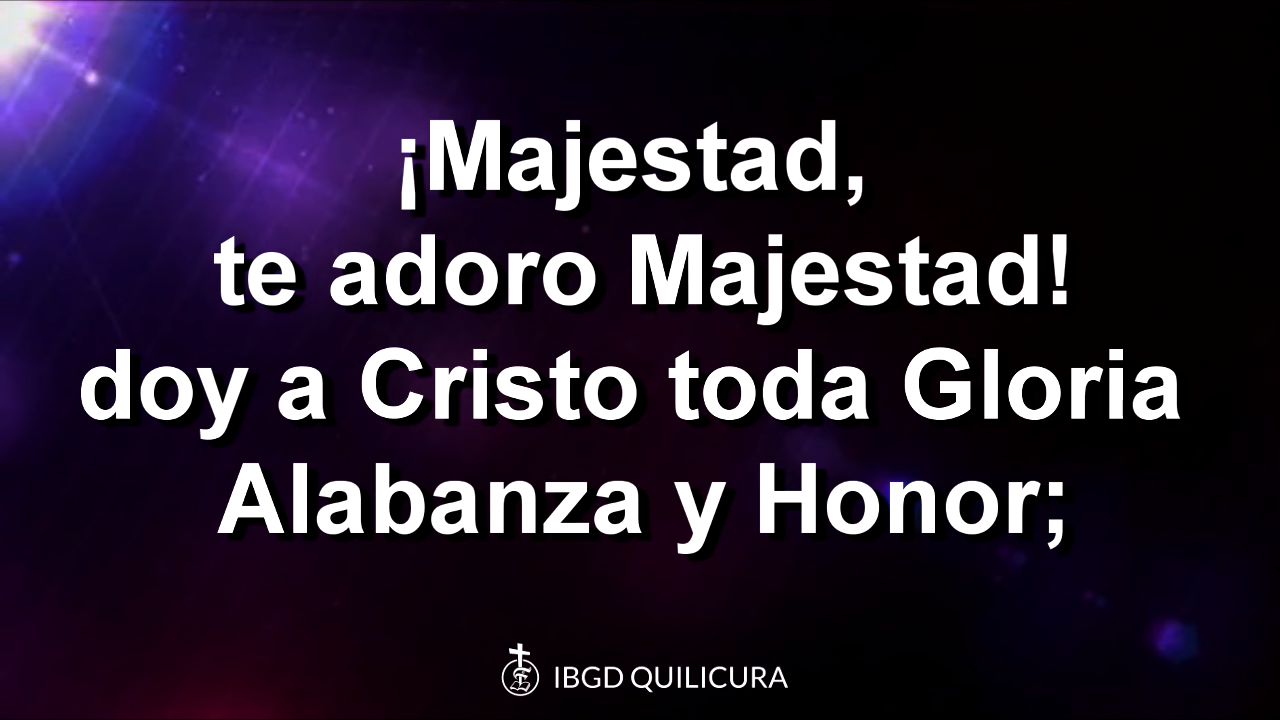 ¡Majestad,
te adoro Majestad!
doy a Cristo toda Gloria
Alabanza y Honor;
IBGD QUILICURA